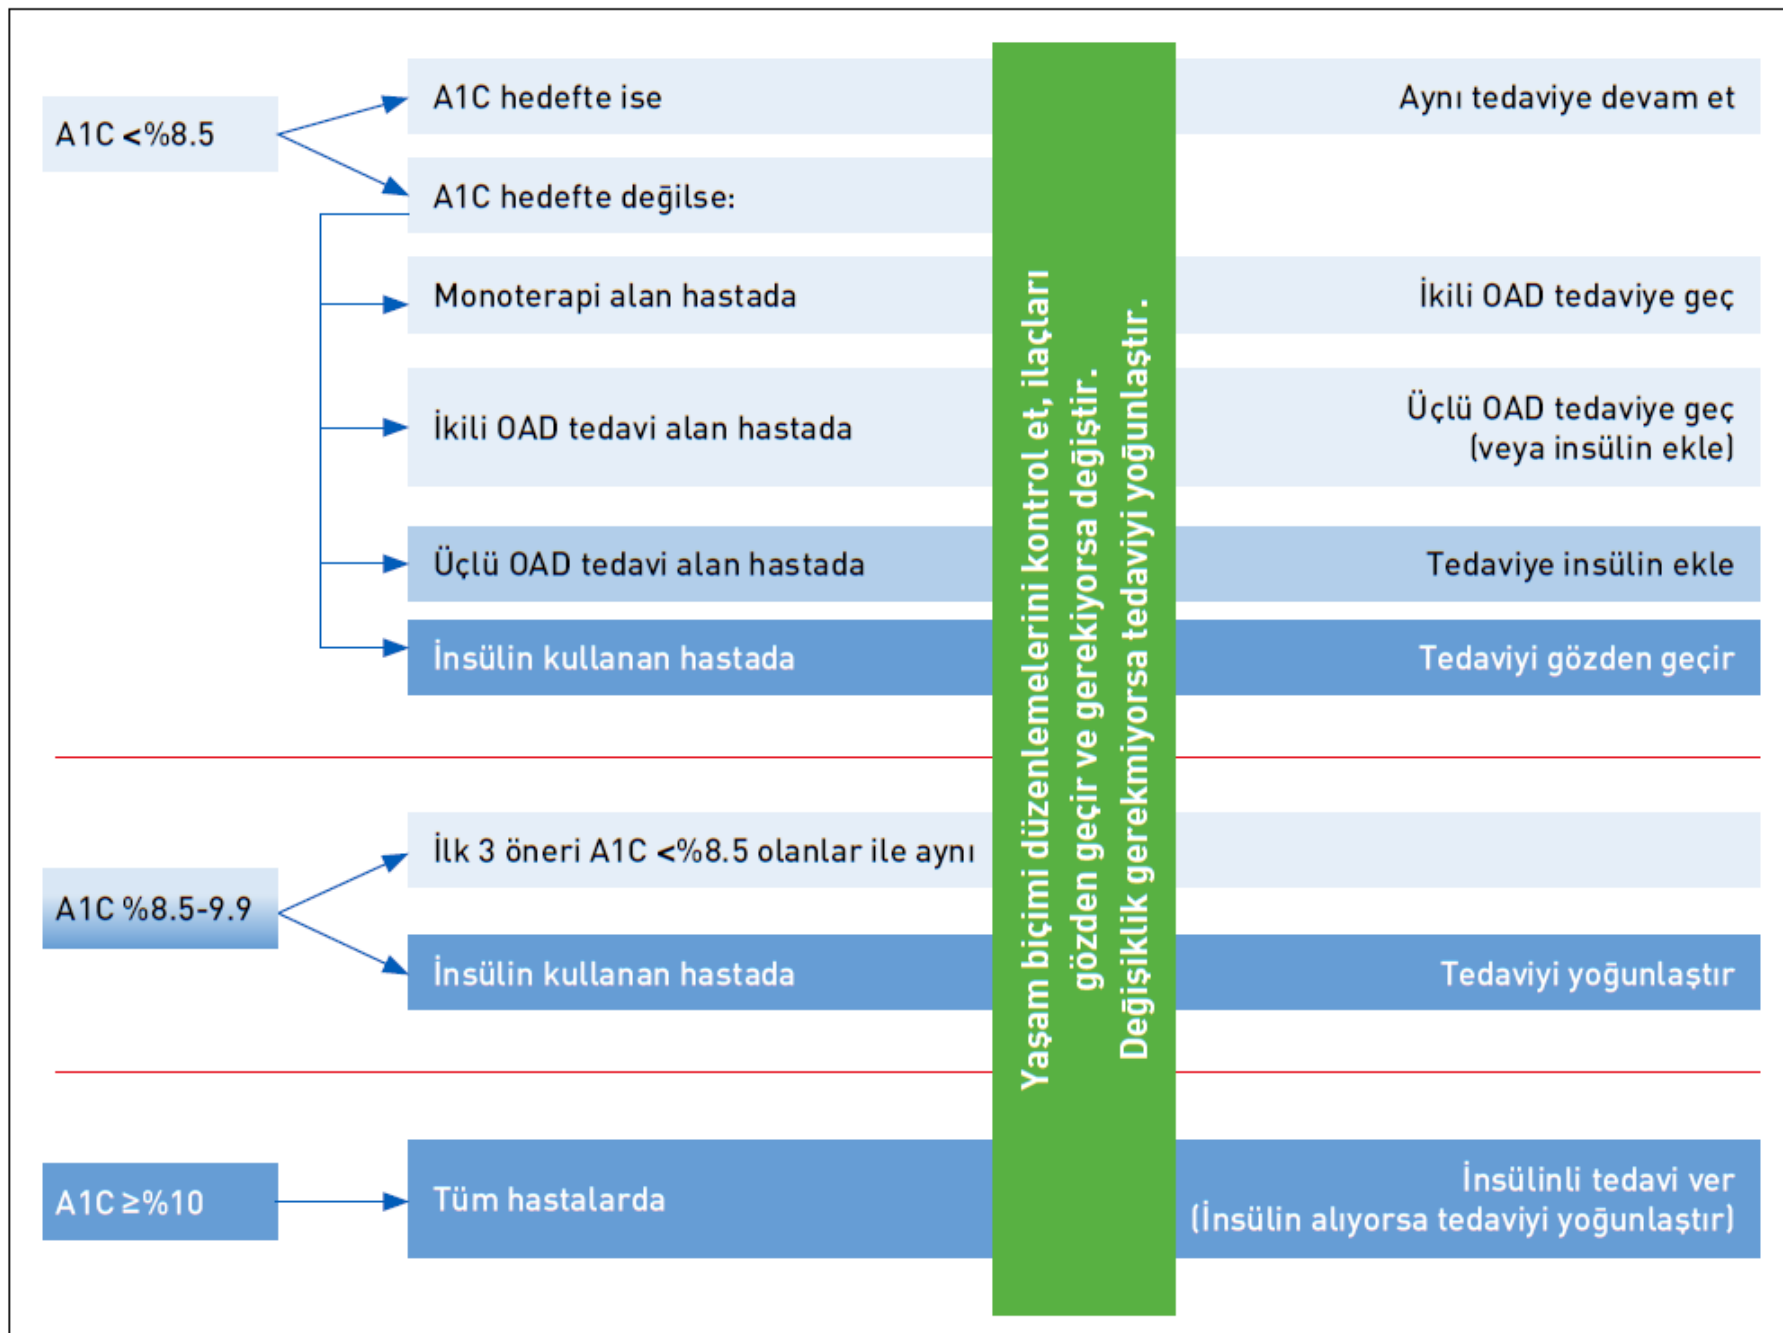 A1C <%8.5
A1C hedefte ise
Aynı tedaviye devam et
A1C hedefte değilse:
Monoterapi alan hastada
İkili OAD tedaviye geç
İkili OAD tedavi alan hastada
Üçlü OAD tedaviye geç
(veya insülin ekle)
Üçlü OAD tedavi alan hastada
Tedaviye insülin ekle
İnsülin kullanan hastada
Tedaviyi gözden geçir
Yaşam biçimi düzenlemelerini kontrol et, ilaçları
gözden geçir ve gerekiyorsa değiştir.
Değişiklik gerekmiyorsa tedaviyi yoğunlaştır.
A1C %8.5-9.9
İlk 3 öneri A1C <%8.5 olanlar ile aynı
İnsülin kullanan hastada
Tedaviyi yoğunlaştır
A1C ≥%10
Tüm hastalarda
İnsülinli tedavi ver
(İnsülin alıyorsa tedaviyi yoğunlaştır)